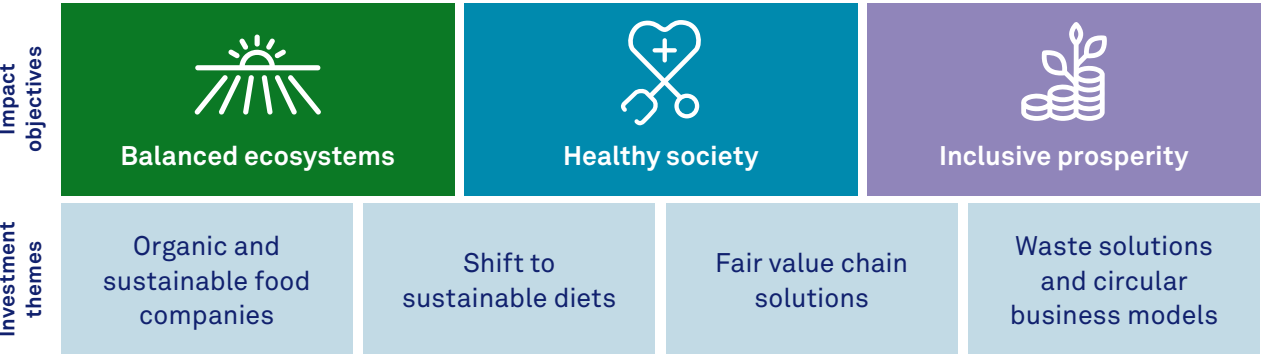 Impact
objectives
Balanced ecosystems
Healthy society
Inclusive prosperity
Investment
themes
Organic and
sustainable food
companies
Shift to
sustainable diets
Fair value chain
solutions
Waste solutions
and circular
business models